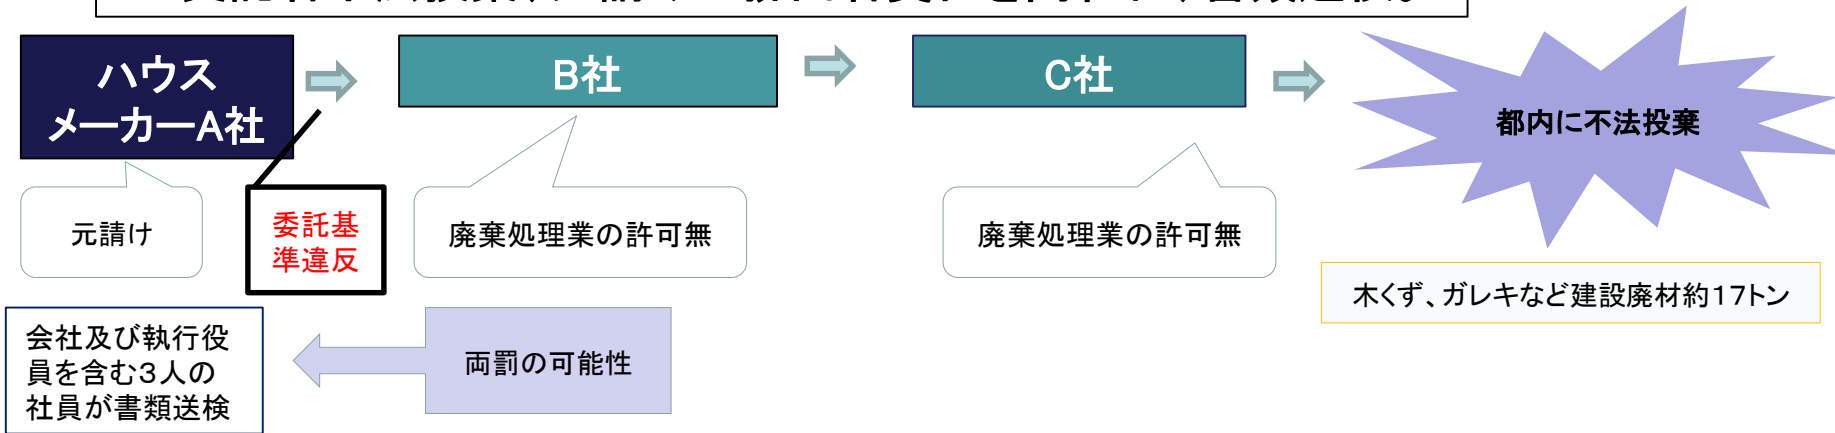 ハウス
メーカーA社
B社
C社
都内に不法投棄
元請け
委託基
準違反
廃棄処理業の許可無
廃棄処理業の許可無
木くず、ガレキなど建設廃材約17トン
会社及び執行役
員を含む3人の
社員が書類送検
両罰の可能性